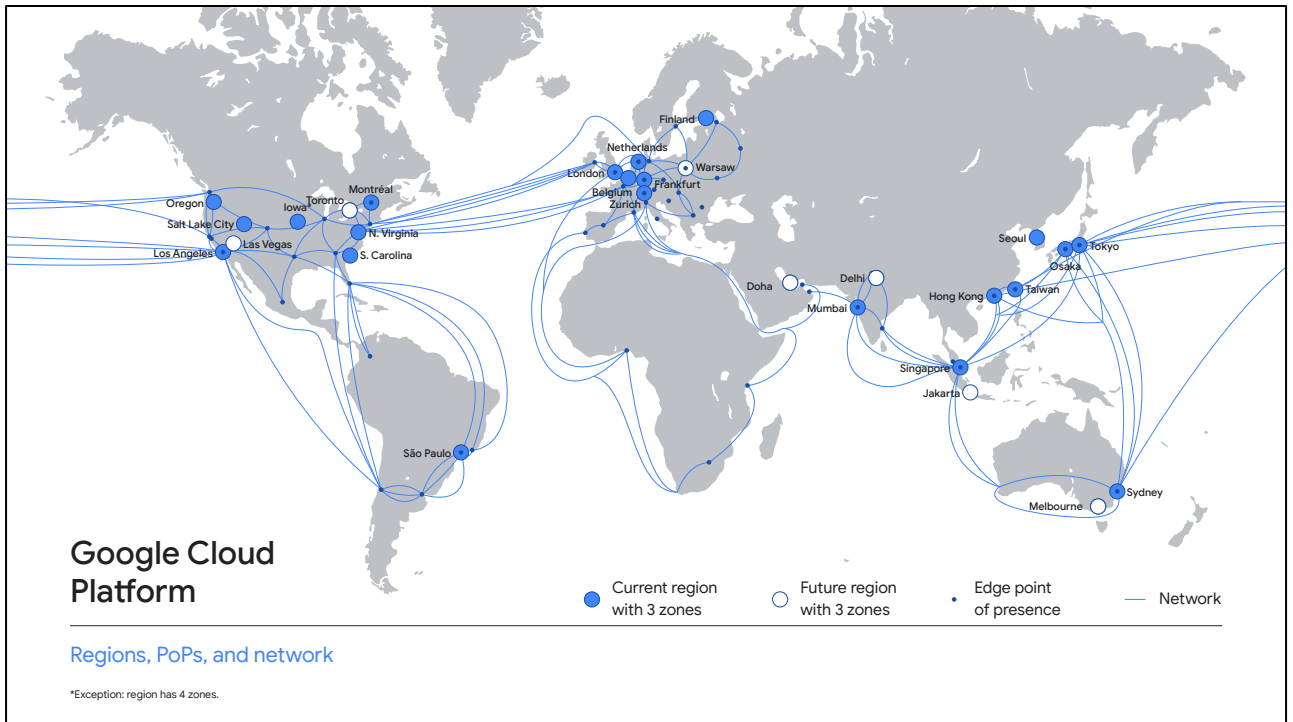 Finland
Netherlands
London
Warsaw
Frankfurt
Belgium
Zurich
Montréal
Toronto
Oregon
Iowa*
Salt Lake City
N. Virginia
Las Vegas
Los Angeles
S. Carolina
Seoul
Tokyo
Osaka
Doha
Delhi
Taiwan
Hong Kong
Mumbai
Singapore
Jakarta
São Paulo
Sydney
Melbourne
Google Cloud
Platform
Current region
with 3 zones
Future region
with 3 zones
Edge point
of presence
Network
Regions, PoPs, and network
*Exception: region has 4 zones.